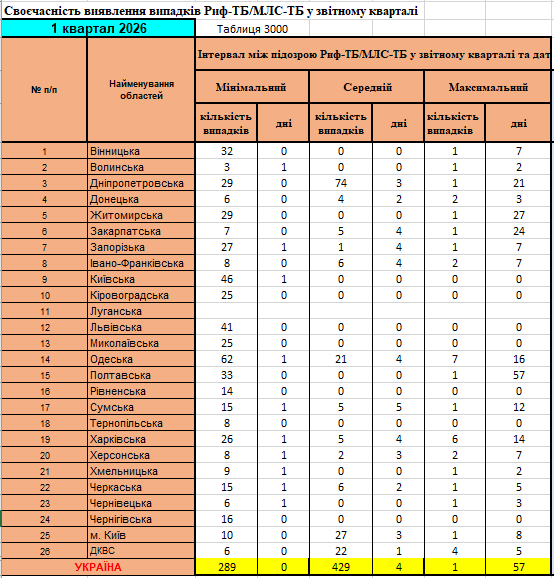 Своєчасність виявлення випадків Риф-ТБ/МЛС-ТБ у звітному кварталі
1 квартал 2026 Таблиця 3000
№ п/п Найменування областей Інтервал між підозрою Риф-ТБ/МЛС-ТБ у звітному кварталі та дат
Мінімальний Середній Максимальний
кількість випадків дні кількість випадків дні кількість випадків дні
1 Вінницька 32 0 0 0 1 7
2 Волинська 3 1 0 0 1 2
3 Дніпропетровська 29 0 74 3 1 21
4 Донецька 6 0 4 2 2 3
5 Житомирська 29 0 0 0 1 27
6 Закарпатська 7 0 5 4 1 24
7 Запорізька 27 1 1 4 1 7
8 Івано-Франківська 8 0 6 4 2 7
9 Київська 46 1 0 0 0 0
10 Кіровоградська 25 0 0 0 0 0
11 Луганська
12 Львівська 41 0 0 0 0 0
13 Миколаївська 25 0 0 0 0 0
14 Одеська 62 1 21 4 7 16
15 Полтавська 33 0 0 0 1 57
16 Рівненська 14 0 0 0 0 0
17 Сумська 15 1 5 5 1 12
18 Тернопільська 8 0 0 0 0 0
19 Харківська 26 1 5 4 6 14
20 Херсонська 8 1 2 3 2 7
21 Хмельницька 9 1 0 0 1 2
22 Черкаська 15 1 6 2 1 5
23 Чернівецька 6 1 0 0 1 3
24 Чернігівська 16 0 0 0 0 0
25 м. Київ 10 0 27 3 1 8
26 ДКВС 6 0 22 1 4 5
УКРАЇНА 289 0 429 4 1 57